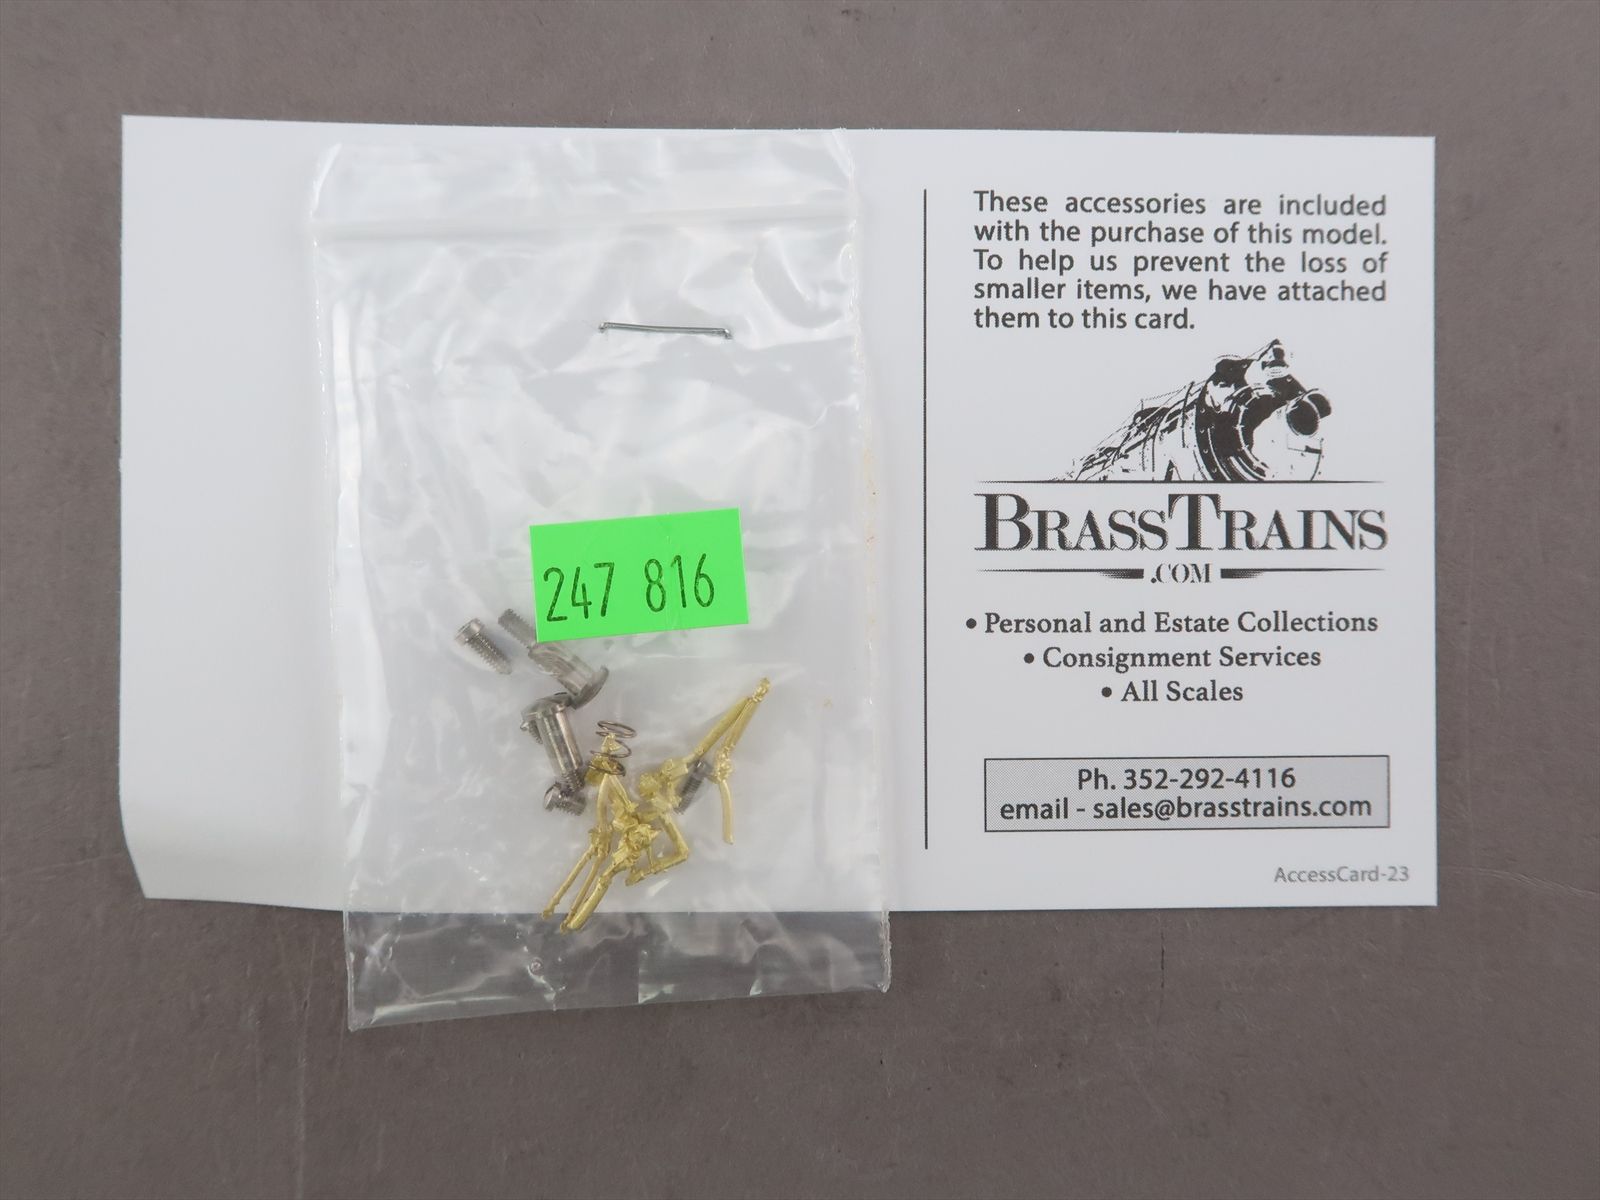 These accessories are included
with the purchase of this model.
To help us prevent the loss of
smaller items, we have attached
them to this card.
BRASSTRAINS
.COM
• Personal and Estate Collections
• Consignment Services
• All Scales
Ph. 352-292-4116
email - sales@brasstrains.com
AccessCard-23
247 816